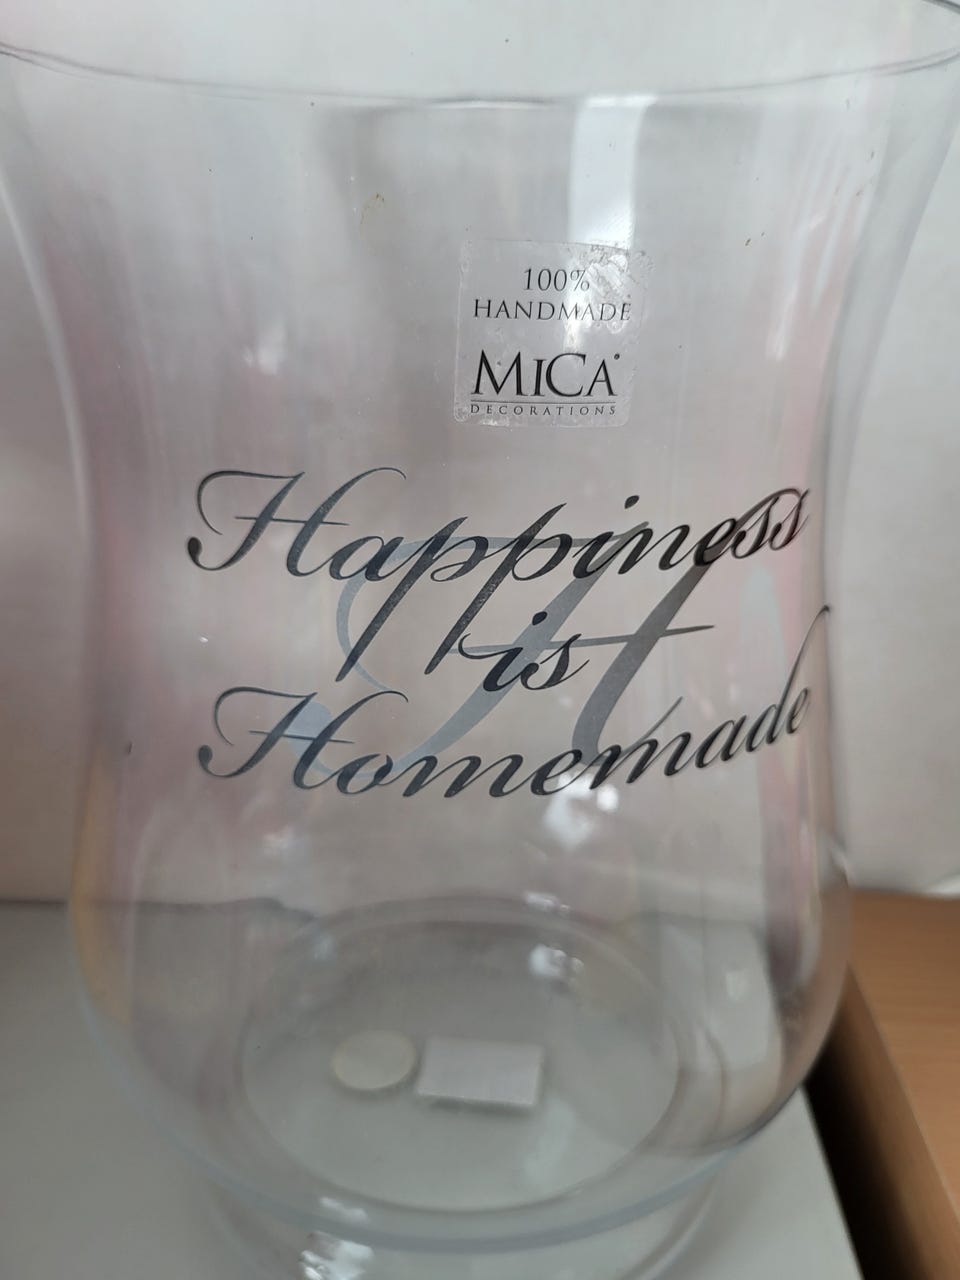 100%
HANDMADE
MICA
DECORATIONS
Happiness
is
Homemade
H